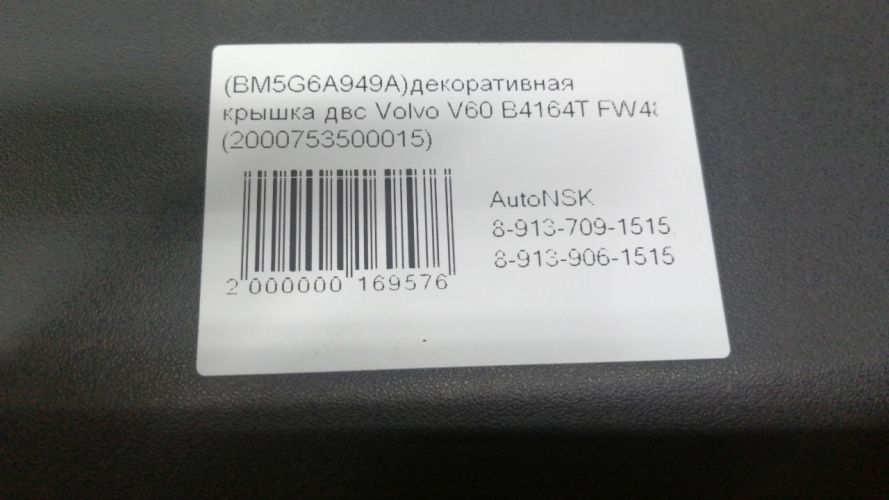 (BM5G6A949A)декоративная
крышка двс Volvo V60 B4164T FW48
(2000753500015)
AutoNSK
8-913-709-1515
8-913-906-1515
2 000000 169576